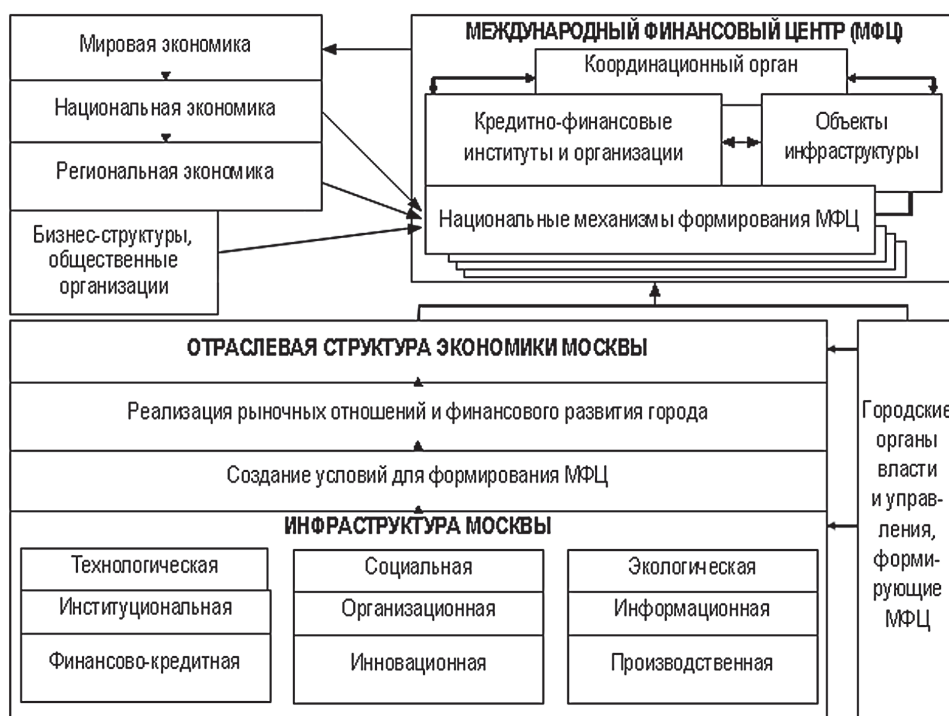 Мировая экономика
Национальная экономика
Региональная экономика
Бизнес-структуры,
общественные
организации
МЕЖДУНАРОДНЫЙ ФИНАНСОВЫЙ ЦЕНТР (МФЦ)
Координационный орган
Кредитно-финансовые
институты и организации
Объекты
инфраструктуры
Национальные механизмы формирования МФЦ
ОТРАСЛЕВАЯ СТРУКТУРА ЭКОНОМИКИ МОСКВЫ
Реализация рыночных отношений и финансового развития города
Создание условий для формирования МФЦ
ИНФРАСТРУКТУРА МОСКВЫ
Технологическая
Институциональная
Финансово-кредитная
Социальная
Организационная
Инновационная
Экологическая
Информационная
Производственная
Городские
органы
власти
и управ-
ления,
форми-
рующие
МФЦ